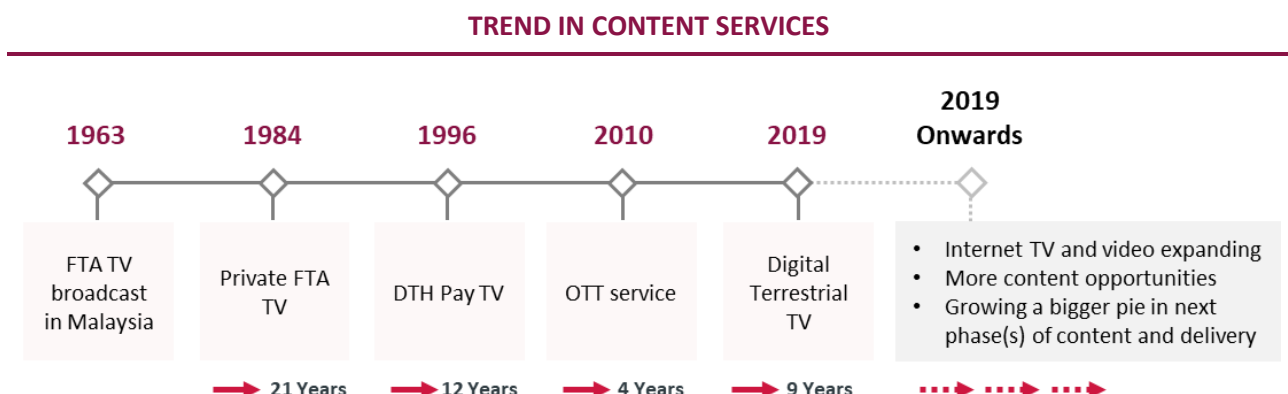 TREND IN CONTENT SERVICES
1963
1984
1996
2010
2019
2019
Onwards
FTA TV
broadcast
in Malaysia
Private FTA
TV
DTH Pay TV
OTT service
Digital
Terrestrial
TV
• Internet TV and video expanding
• More content opportunities
• Growing a bigger pie in next
phase(s) of content and delivery
21 Years
12 Years
4 Years
9 Years